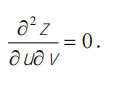 ∂²z/∂u∂v = 0.